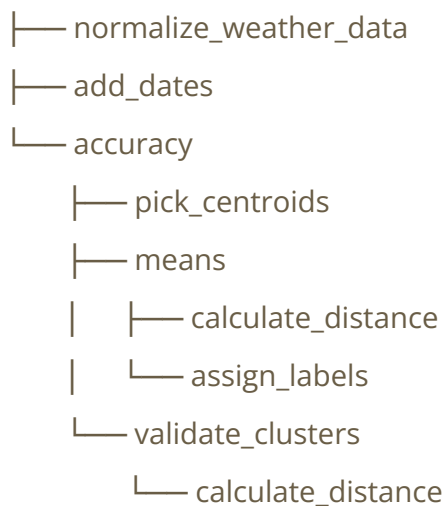 ├── normalize_weather_data
├── add_dates
└── accuracy
    ├── pick_centroids
    ├── means
    │   ├── calculate_distance
    │   └── assign_labels
    └── validate_clusters
        └── calculate_distance